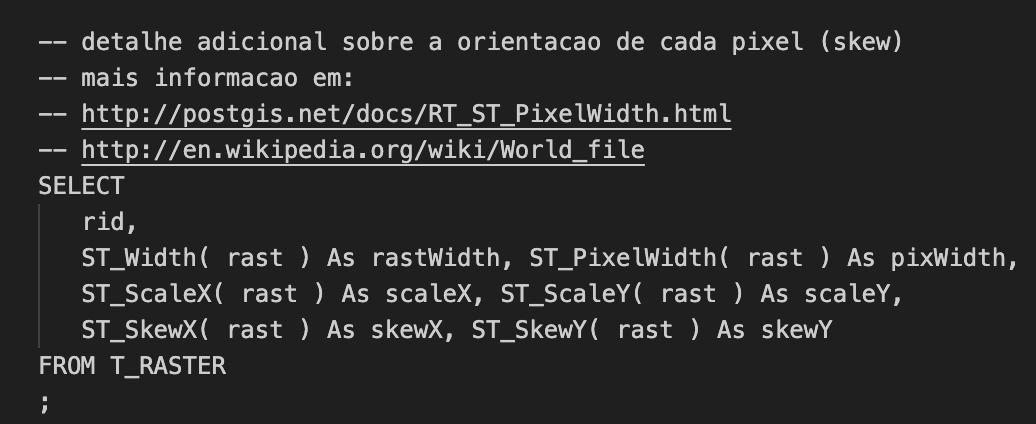 -- detalhe adicional sobre a orientacao de cada pixel (skew)
-- mais informacao em:
-- http://postgis.net/docs/RT_ST_PixelWidth.html
-- http://en.wikipedia.org/wiki/World_file
SELECT
   rid,
   ST_Width( rast ) As rastWidth, ST_PixelWidth( rast ) As pixWidth,
   ST_ScaleX( rast ) As scaleX, ST_ScaleY( rast ) As scaleY,
   ST_SkewX( rast ) As skewX, ST_SkewY( rast ) As skewY
FROM T_RASTER
;